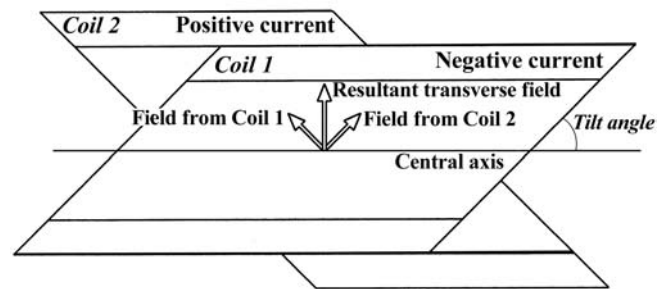 Coil 2 Positive current
Coil 1 Negative current
Resultant transverse field
Field from Coil 1 Field from Coil 2
Tilt angle
Central axis